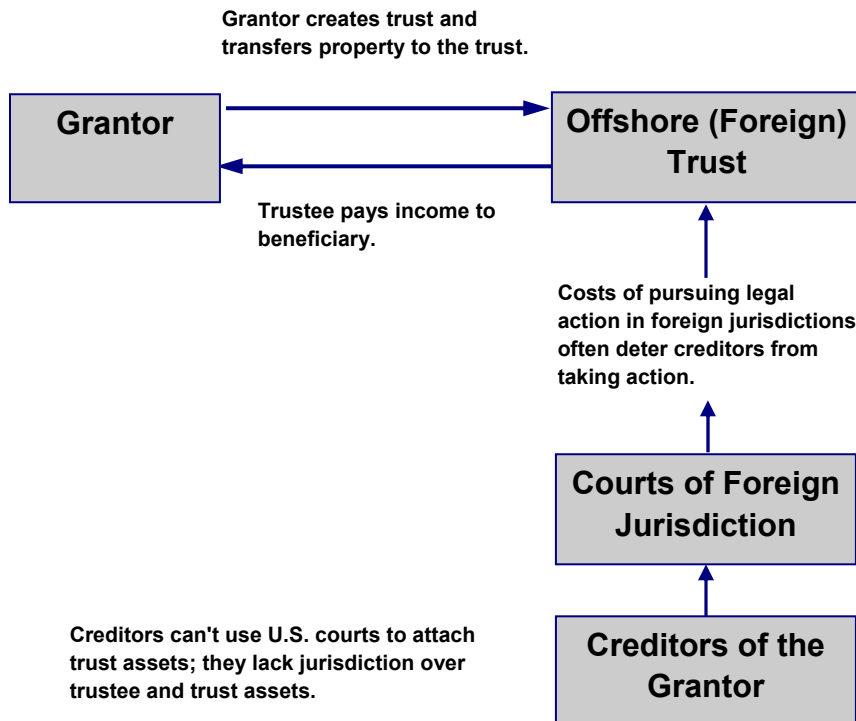 Grantor creates trust and
transfers property to the trust.
Grantor
Offshore (Foreign)
Trust
Trustee pays income to
beneficiary.
Costs of pursuing legal
action in foreign jurisdictions
often deter creditors from
taking action.
Courts of Foreign
Jurisdiction
Creditors can't use U.S. courts to attach
trust assets; they lack jurisdiction over
trustee and trust assets.
Creditors of the
Grantor